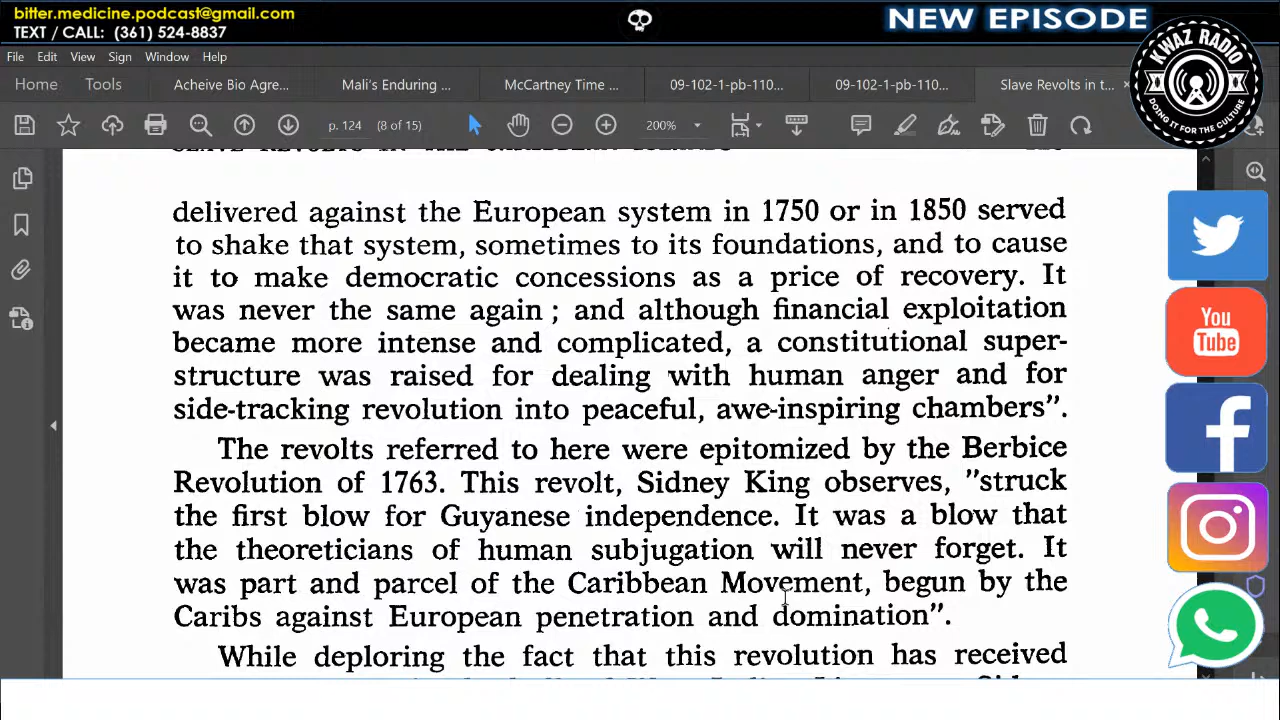 bitter.medicine.podcast@gmail.com
TEXT / CALL: (361) 524-8837
NEW EPISODE
KWAZ RADIO
DOING IT FOR THE CULTURE
File Edit View Sign Window Help
Home Tools Acheive Bio Agre... Mali's Enduring ... McCartney Time ... 09-102-1-pb-110... 09-102-1-pb-110... Slave Revolts in t...
p. 124 (8 of 15) 200%
delivered against the European system in 1750 or in 1850 served
to shake that system, sometimes to its foundations, and to cause
it to make democratic concessions as a price of recovery. It
was never the same again ; and although financial exploitation
became more intense and complicated, a constitutional super-
structure was raised for dealing with human anger and for
side-tracking revolution into peaceful, awe-inspiring chambers".
The revolts referred to here were epitomized by the Berbice
Revolution of 1763. This revolt, Sidney King observes, "struck
the first blow for Guyanese independence. It was a blow that
the theoreticians of human subjugation will never forget. It
was part and parcel of the Caribbean Movement, begun by the
Caribs against European penetration and domination".
While deploring the fact that this revolution has received
You
Tube